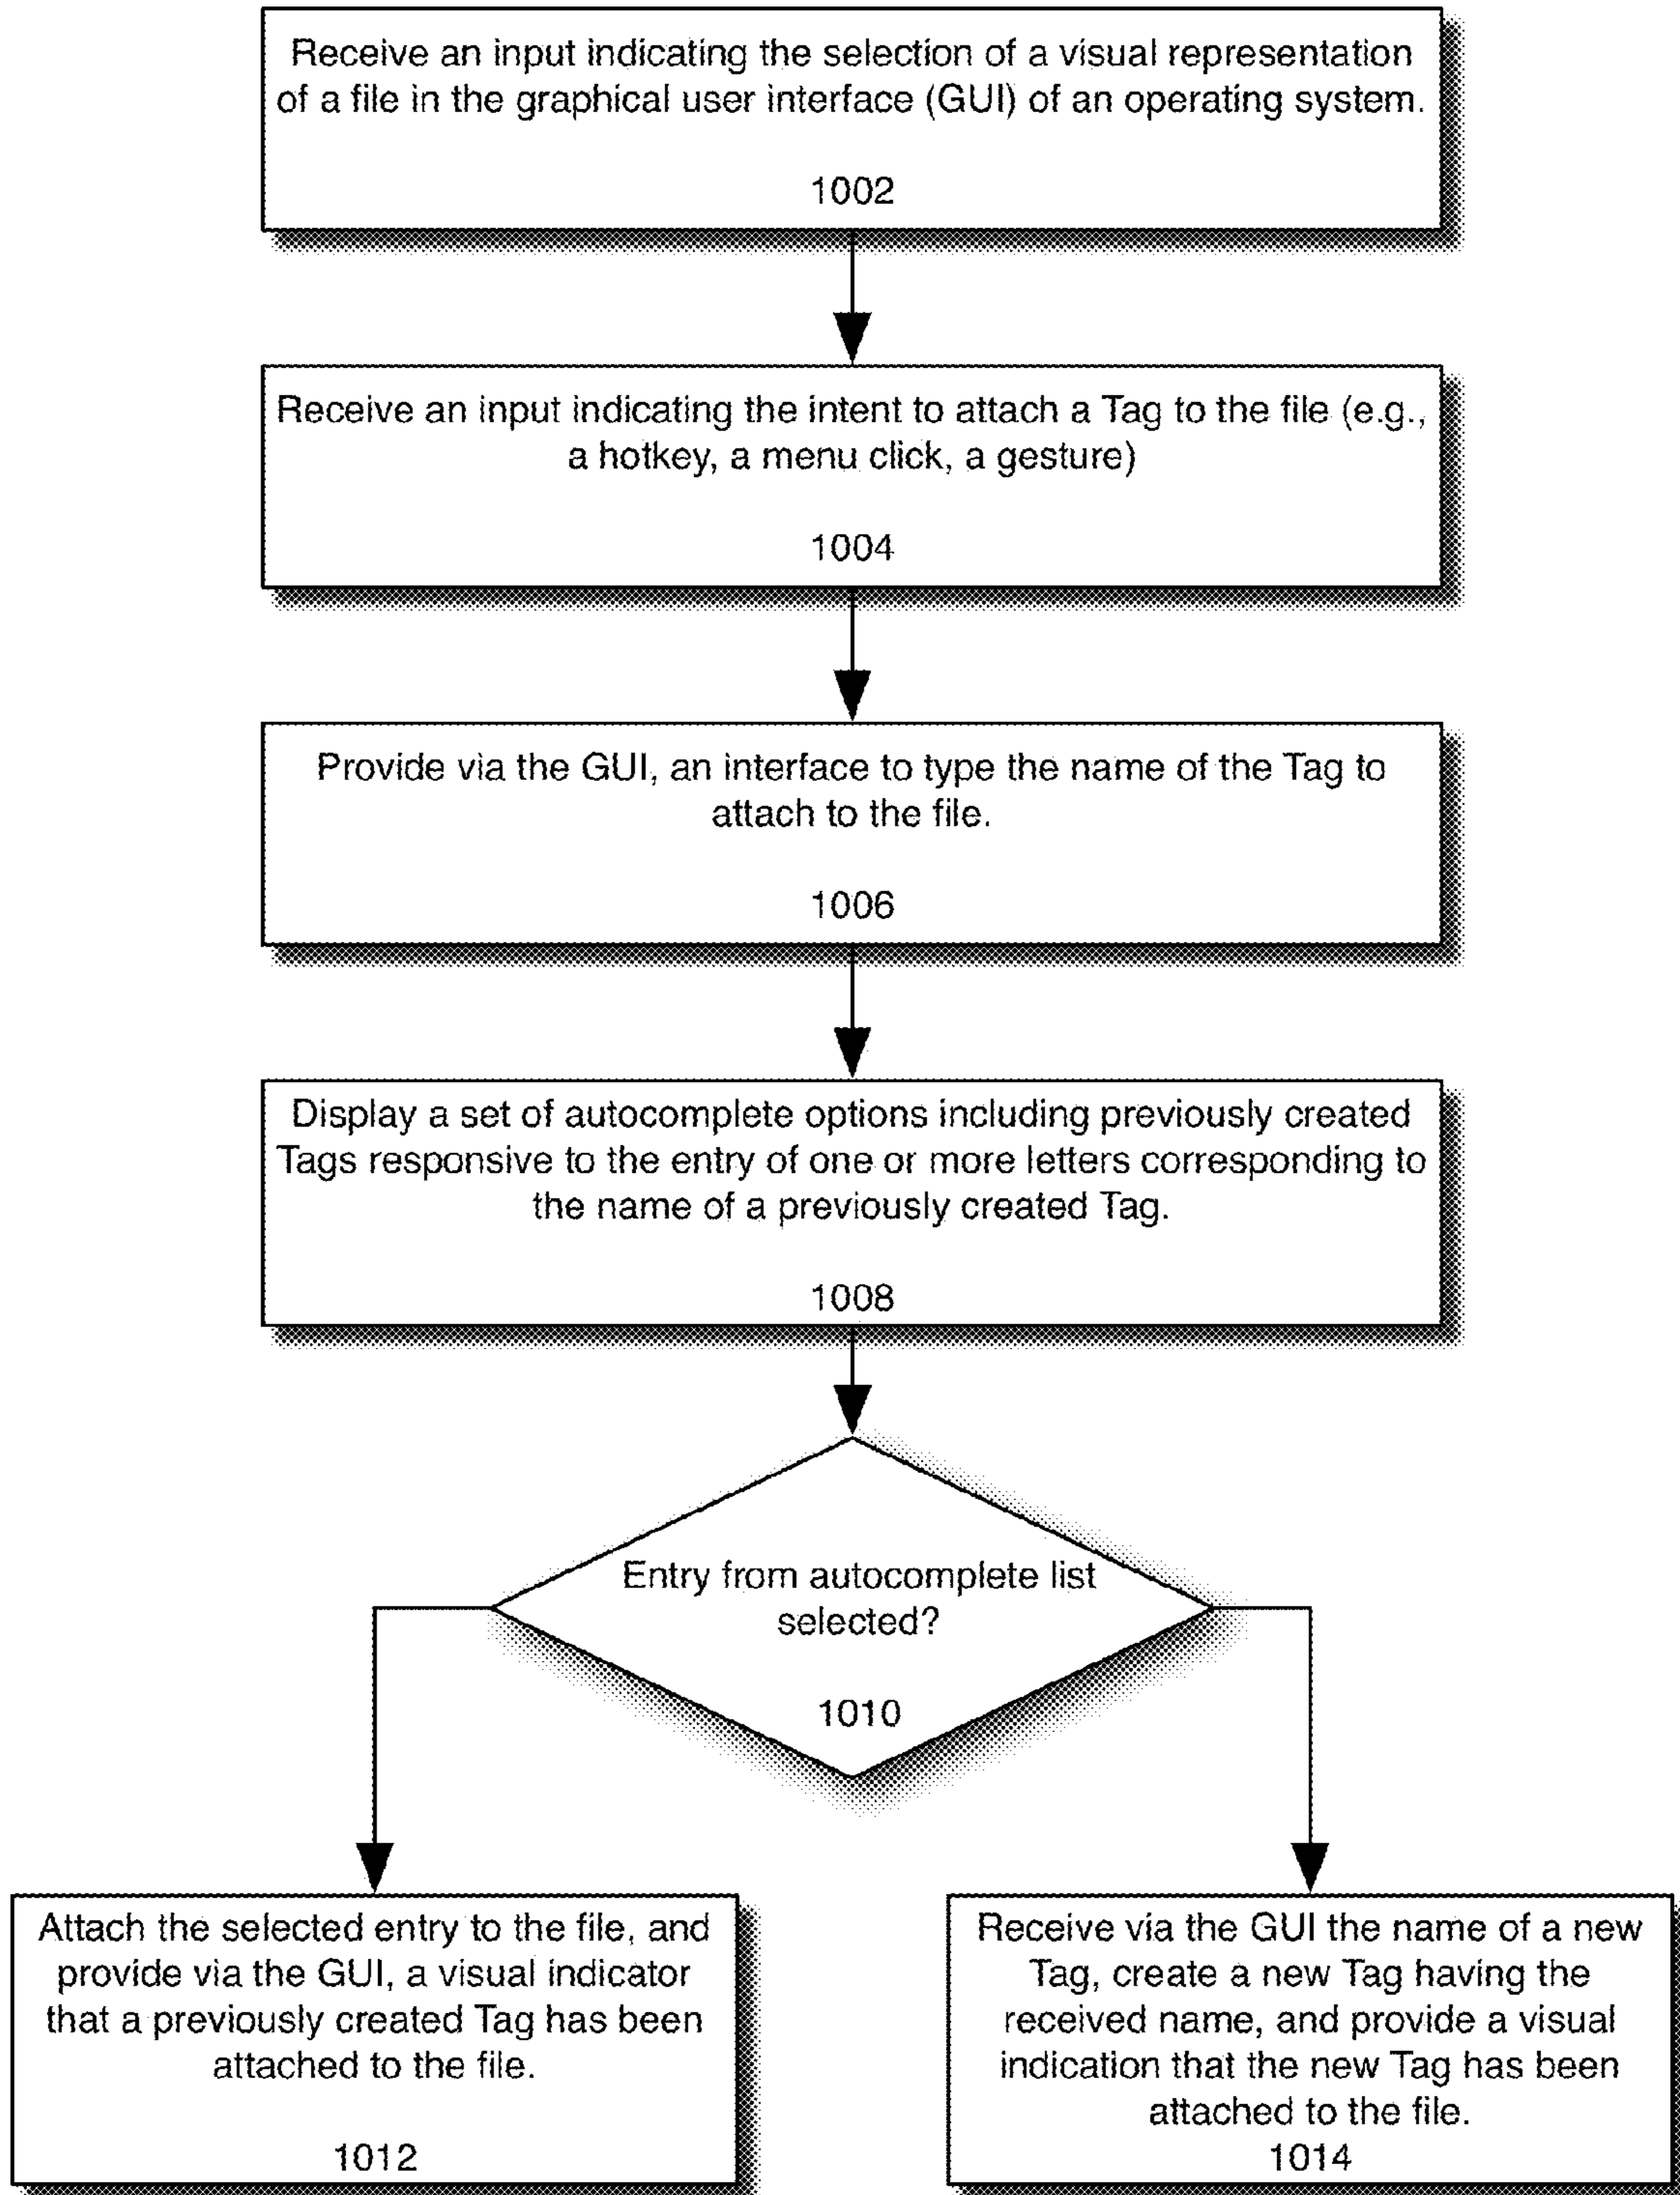 Receive an input indicating the selection of a visual representation
of a file in the graphical user interface (GUI) of an operating system.
1002
Receive an input indicating the intent to attach a Tag to the file (e.g.,
a hotkey, a menu click, a gesture)
1004
Provide via the GUI, an interface to type the name of the Tag to
attach to the file.
1006
Display a set of autocomplete options including previously created
Tags responsive to the entry of one or more letters corresponding to
the name of a previously created Tag.
1008
Entry from autocomplete list
selected?
1010
Attach the selected entry to the file, and
provide via the GUI, a visual indicator
that a previously created Tag has been
attached to the file.
1012
Receive via the GUI the name of a new
Tag, create a new Tag having the
received name, and provide a visual
indication that the new Tag has been
attached to the file.
1014